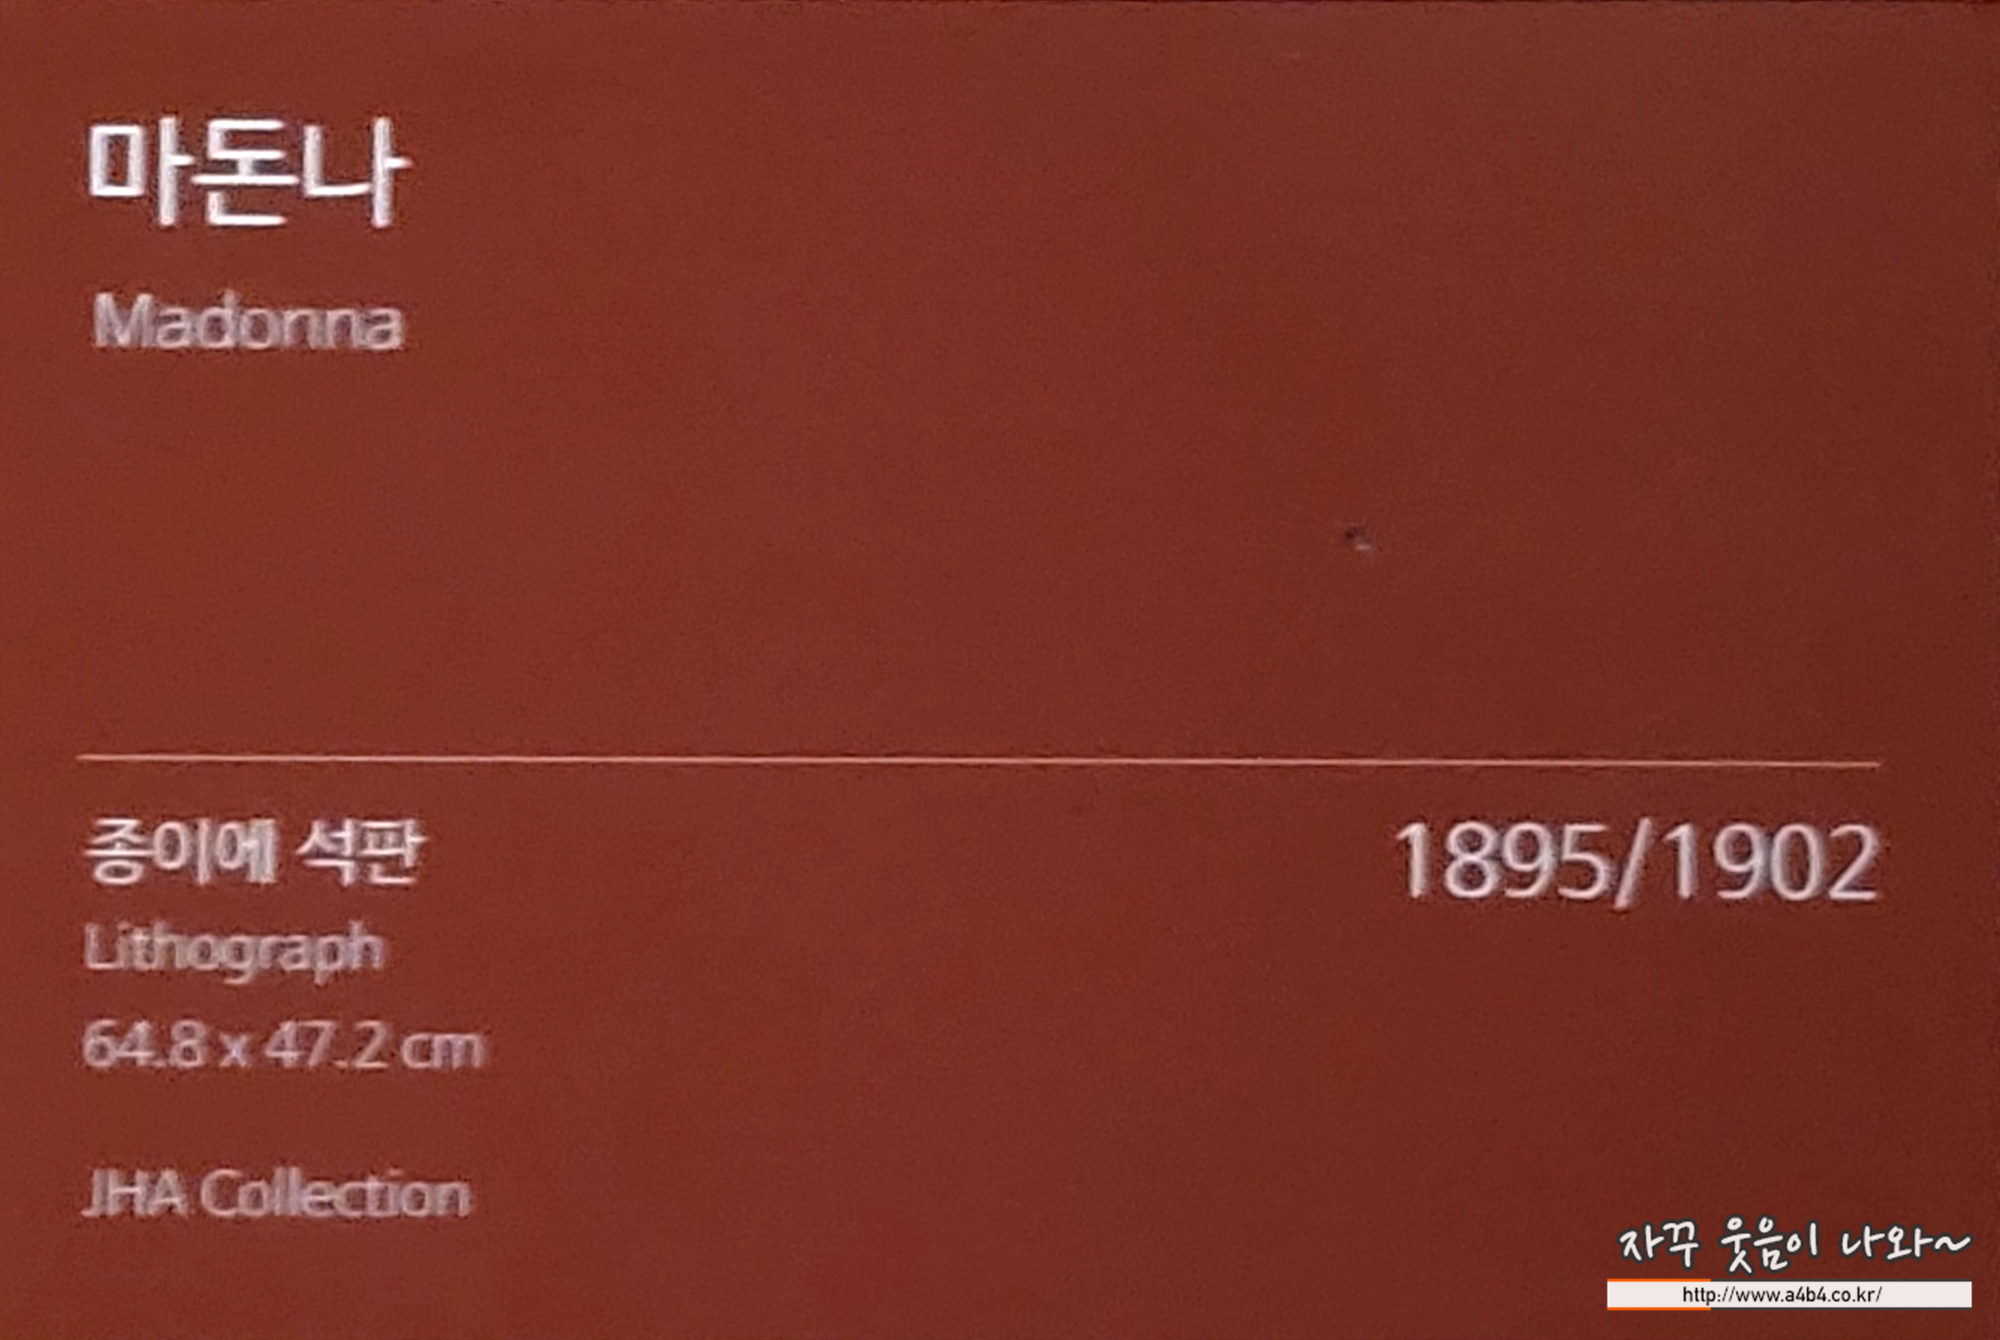 마돈나
Madonna
종이에 석판
1895/1902
Lithograph
64.8 x 47.2 cm
JHA Collection
자꾸 웃음이 나와~
http://www.a4b4.co.kr/